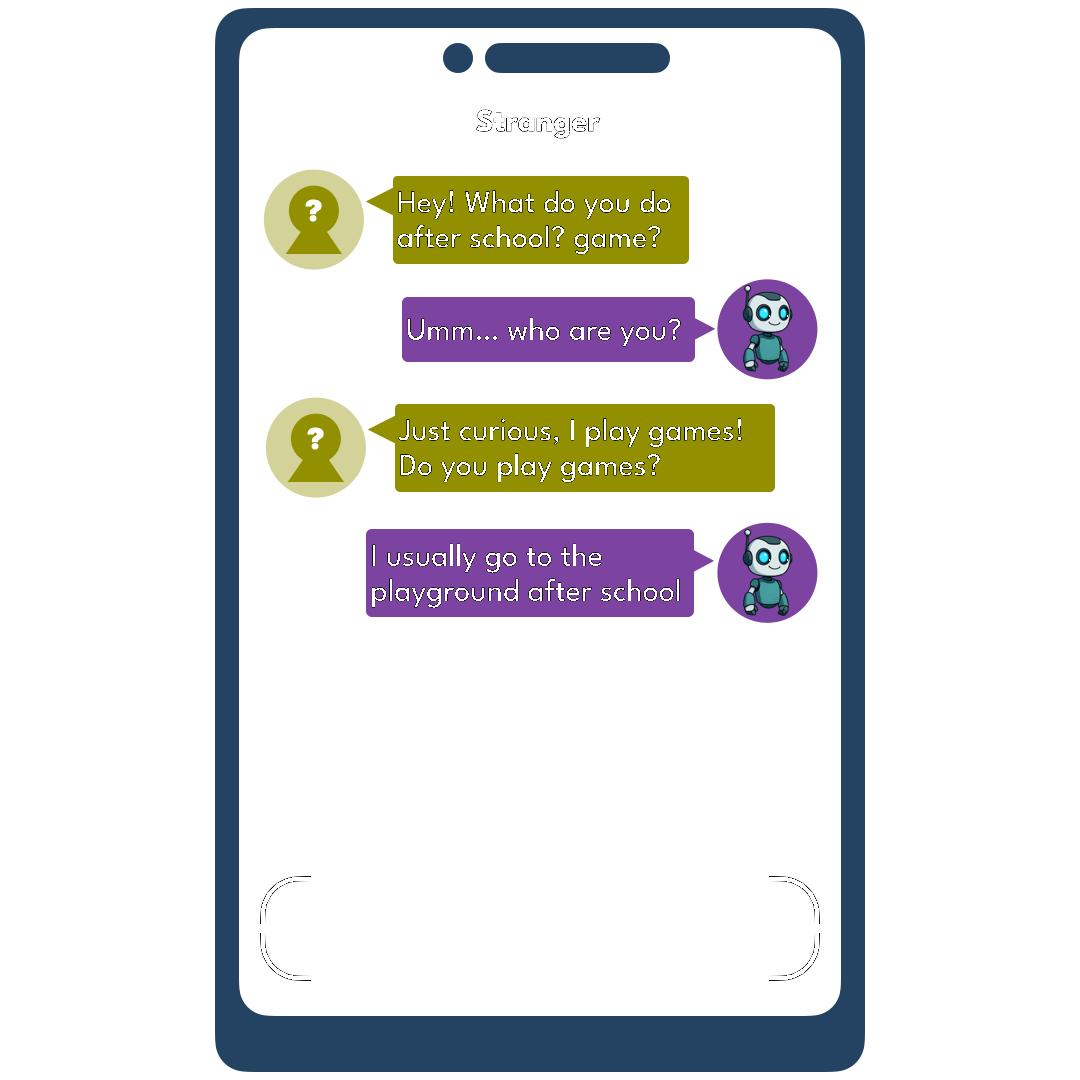 Stranger
?
Hey! What do you do
after school? game?
Umm... who are you?
?
Just curious, I play games!
Do you play games?
I usually go to the
playground after school